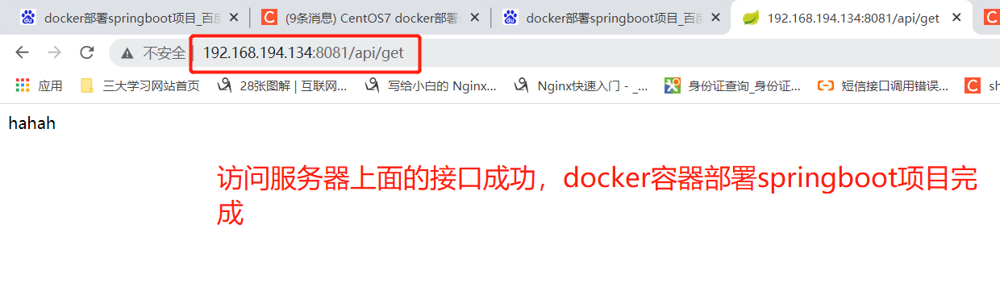 docker部署springboot项目_百度
(9条消息) CentOS7 docker部署
docker部署springboot项目_百度
192.168.194.134:8081/api/get
不安全 | 192.168.194.134:8081/api/get
应用
三大学习网站首页
28张图解 | 互联网...
写给小白的 Nginx...
Nginx快速入门 - _...
身份证查询_身份证...
短信接口调用错误...
sh
hahah
访问服务器上面的接口成功，docker容器部署springboot项目完
成